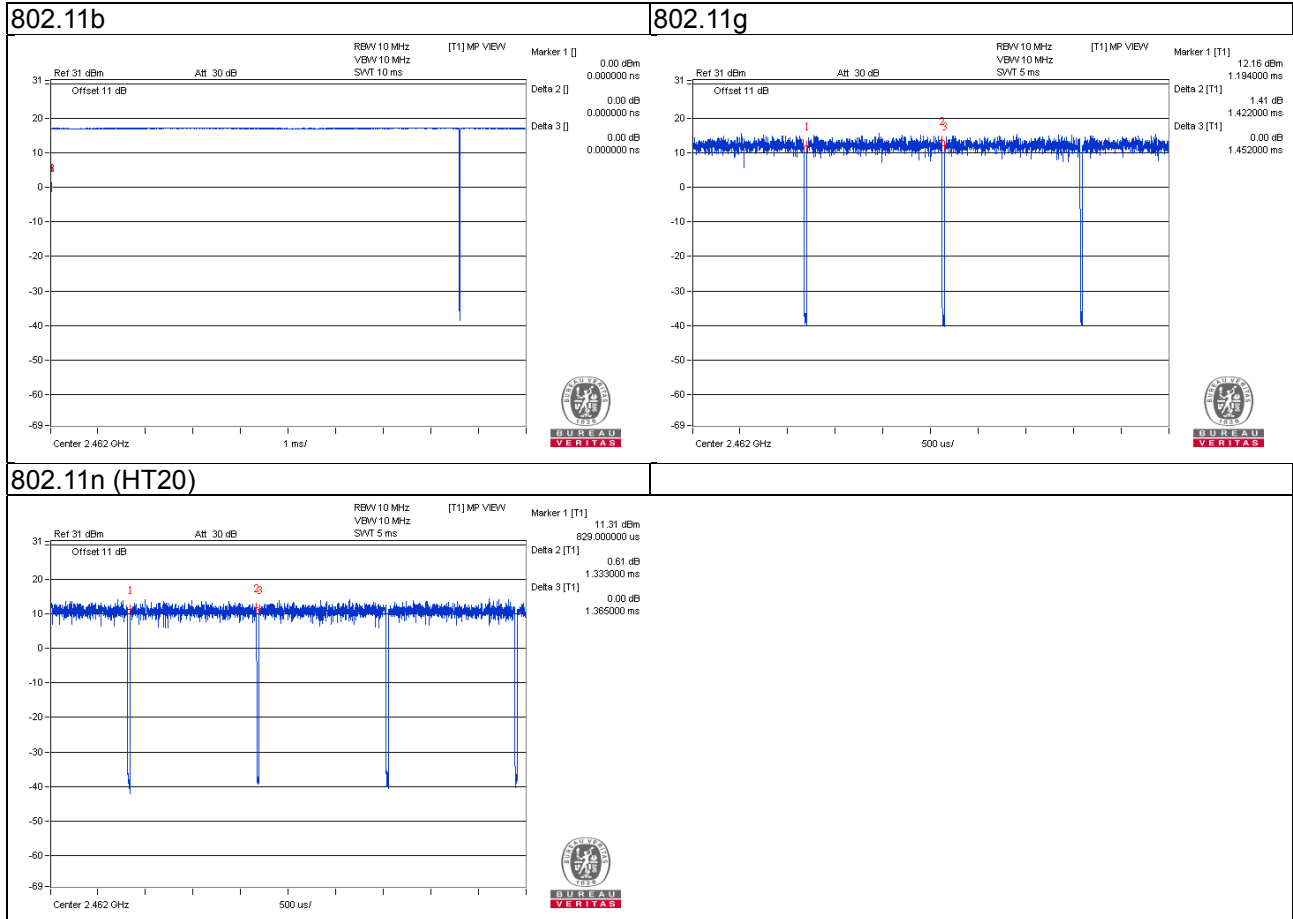 802.11b
RBW 10 MHz [T1] MP VIEW
VBW 10 MHz
Ref 31 dBm Att 30 dB SWT 10 ms
Marker 1 []
0.00 dBm
0.000000 ns
Delta 2 []
0.00 dB
0.000000 ns
Delta 3 []
0.00 dB
0.000000 ns
31
Offset 11 dB
20
10
0
-10
-20
-30
-40
-50
-60
-69
Center 2.462 GHz 1 ms/
BUREAU
VERITAS
802.11g
RBW 10 MHz [T1] MP VIEW
VBW 10 MHz
Ref 31 dBm Att 30 dB SWT 5 ms
Marker 1 [T1]
12.16 dBm
1.194000 ms
Delta 2 [T1]
1.41 dB
1.422000 ms
Delta 3 [T1]
0.00 dB
1.452000 ms
31
Offset 11 dB
20
1 2 3
10
0
-10
-20
-30
-40
-50
-60
-69
Center 2.462 GHz 500 us/
BUREAU
VERITAS
802.11n (HT20)
RBW 10 MHz [T1] MP VIEW
VBW 10 MHz
Ref 31 dBm Att 30 dB SWT 5 ms
Marker 1 [T1]
11.31 dBm
829.000000 us
Delta 2 [T1]
0.61 dB
1.333000 ms
Delta 3 [T1]
0.00 dB
1.365000 ms
31
Offset 11 dB
20
1 2 3
10
0
-10
-20
-30
-40
-50
-60
-69
Center 2.462 GHz 500 us/
BUREAU
VERITAS